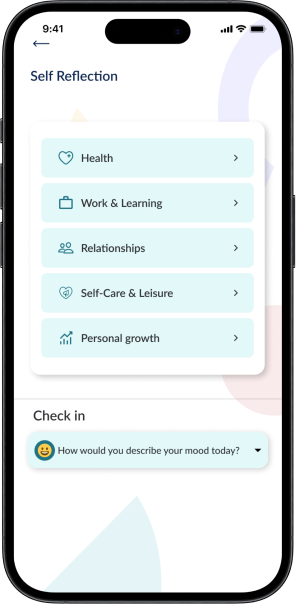 9:41
Self Reflection
Health
Work & Learning
Relationships
Self-Care & Leisure
Personal growth
Check in
How would you describe your mood today?